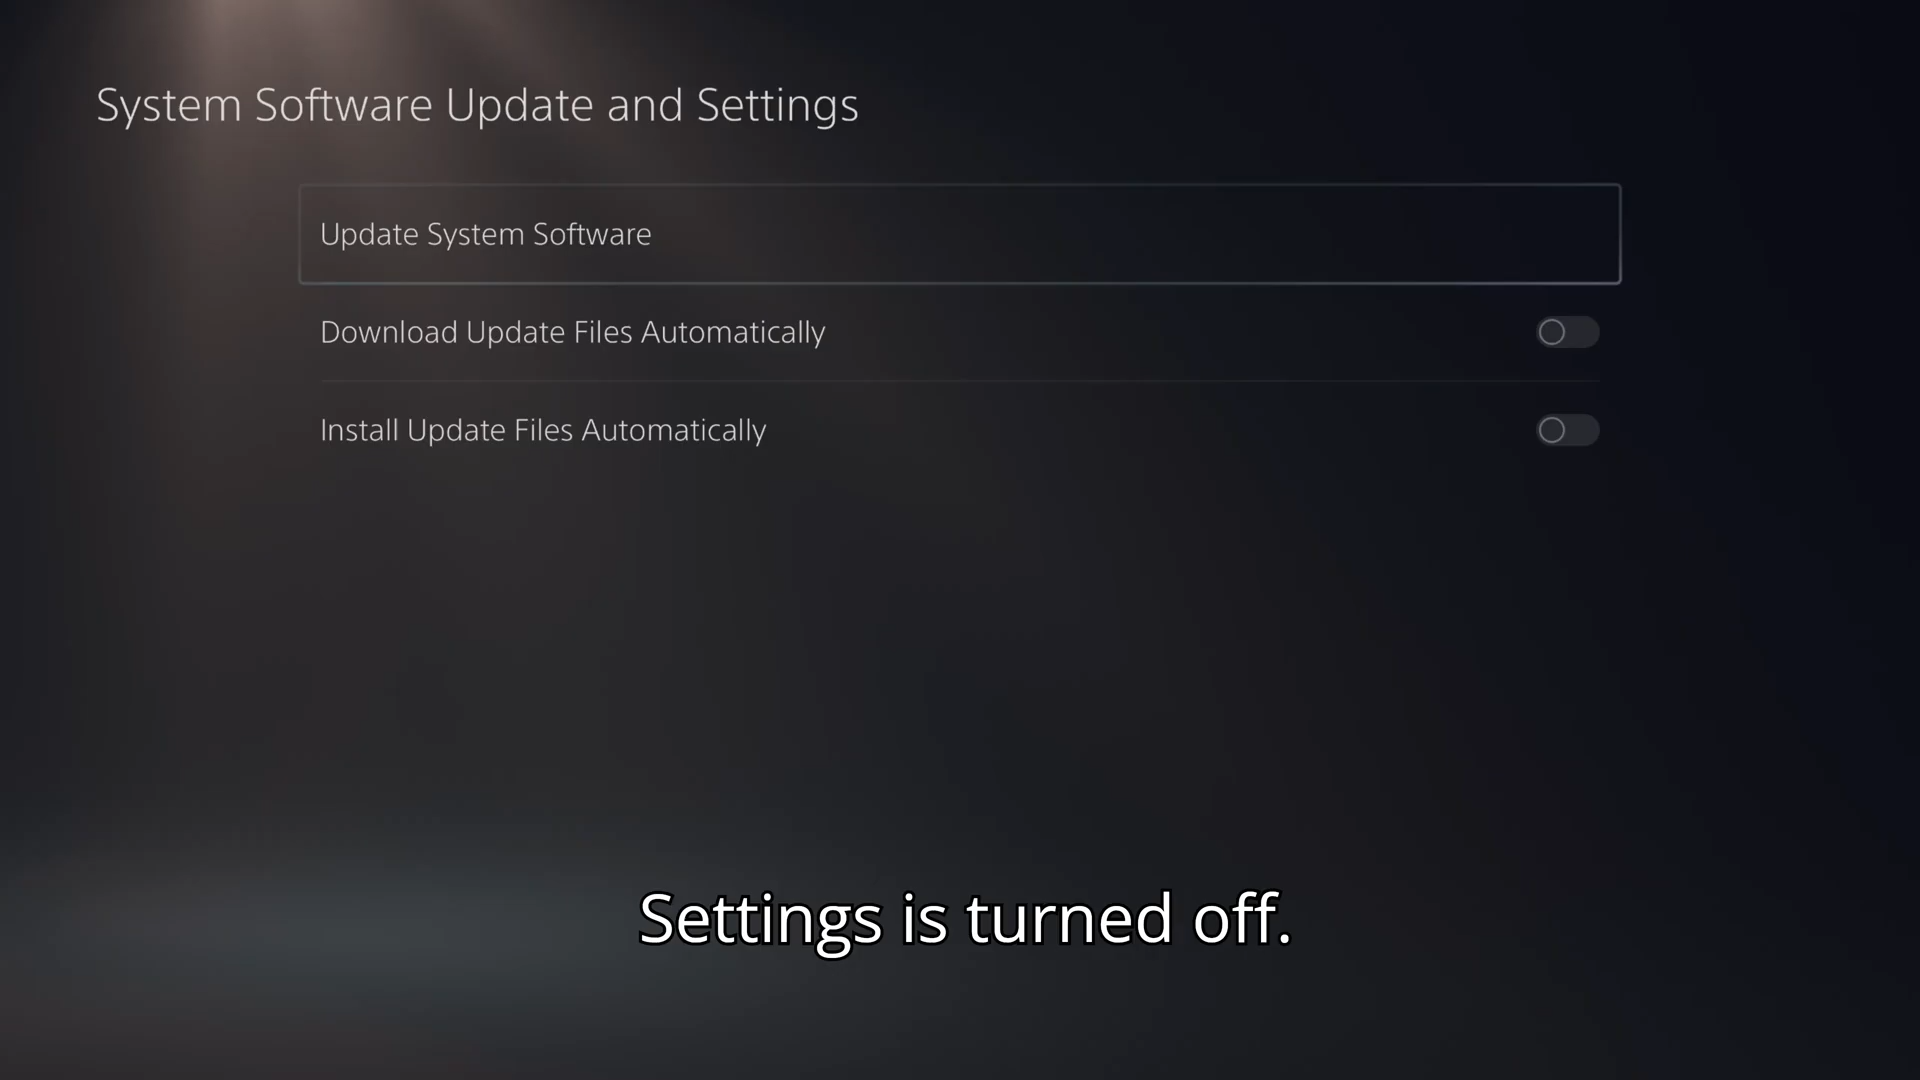 System Software Update and Settings
Update System Software
Download Update Files Automatically
Install Update Files Automatically
Settings is turned off.